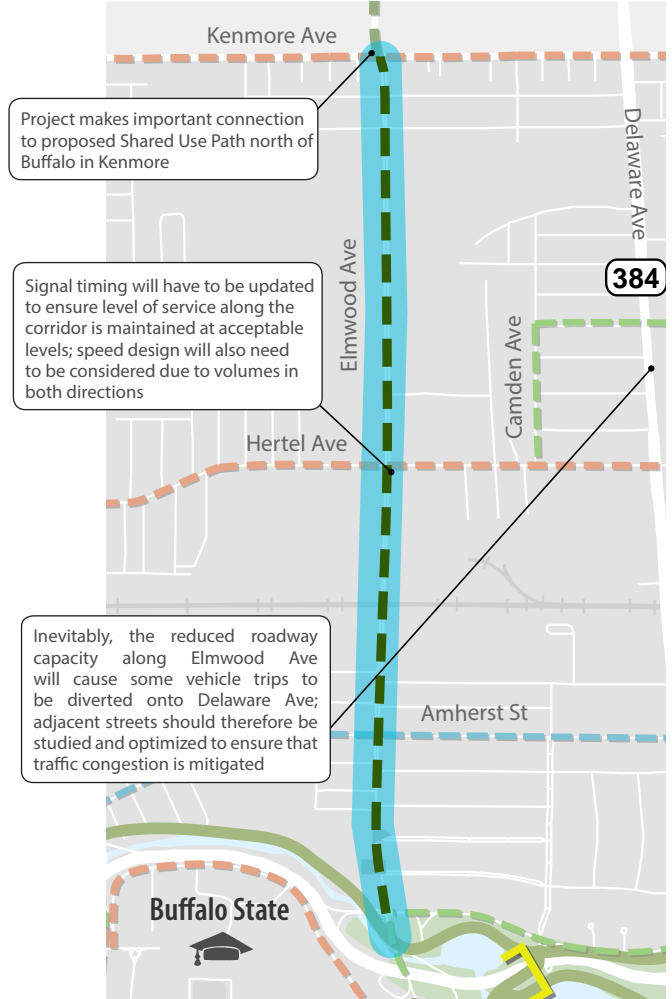 Kenmore Ave
Project makes important connection
to proposed Shared Use Path north of
Buffalo in Kenmore
Delaware Ave
384
Elmwood Ave
Signal timing will have to be updated
to ensure level of service along the
corridor is maintained at acceptable
levels; speed design will also need
to be considered due to volumes in
both directions
Camden Ave
Hertel Ave
Inevitably, the reduced roadway
capacity along Elmwood Ave
will cause some vehicle trips to
be diverted onto Delaware Ave;
adjacent streets should therefore be
studied and optimized to ensure that
traffic congestion is mitigated
Amherst St
Buffalo State